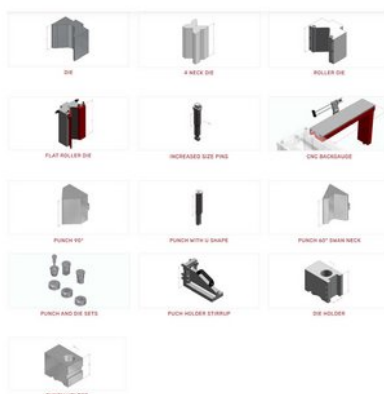 DIE
4 NECK DIE
ROLLER DIE
FLAT ROLLER DIE
INCREASED SIZE PINS
CNC BACKGAUGE
PUNCH 90°
PUNCH WITH U SHAPE
PUNCH 60° SWAN NECK
PUNCH AND DIE SETS
PUCH HOLDER STIRRUP
DIE HOLDER